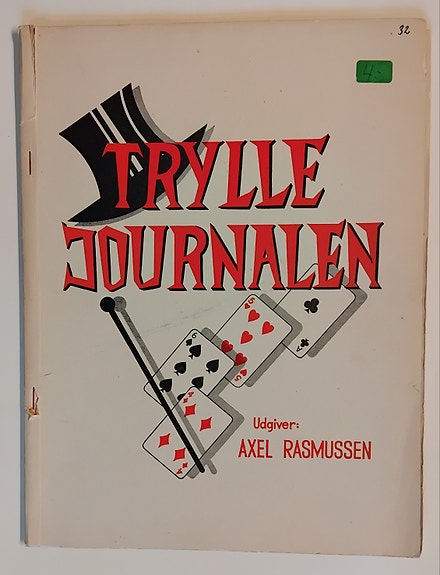 32
4.-
TRYLLE
JOURNALEN
Udgiver:
AXEL RASMUSSEN